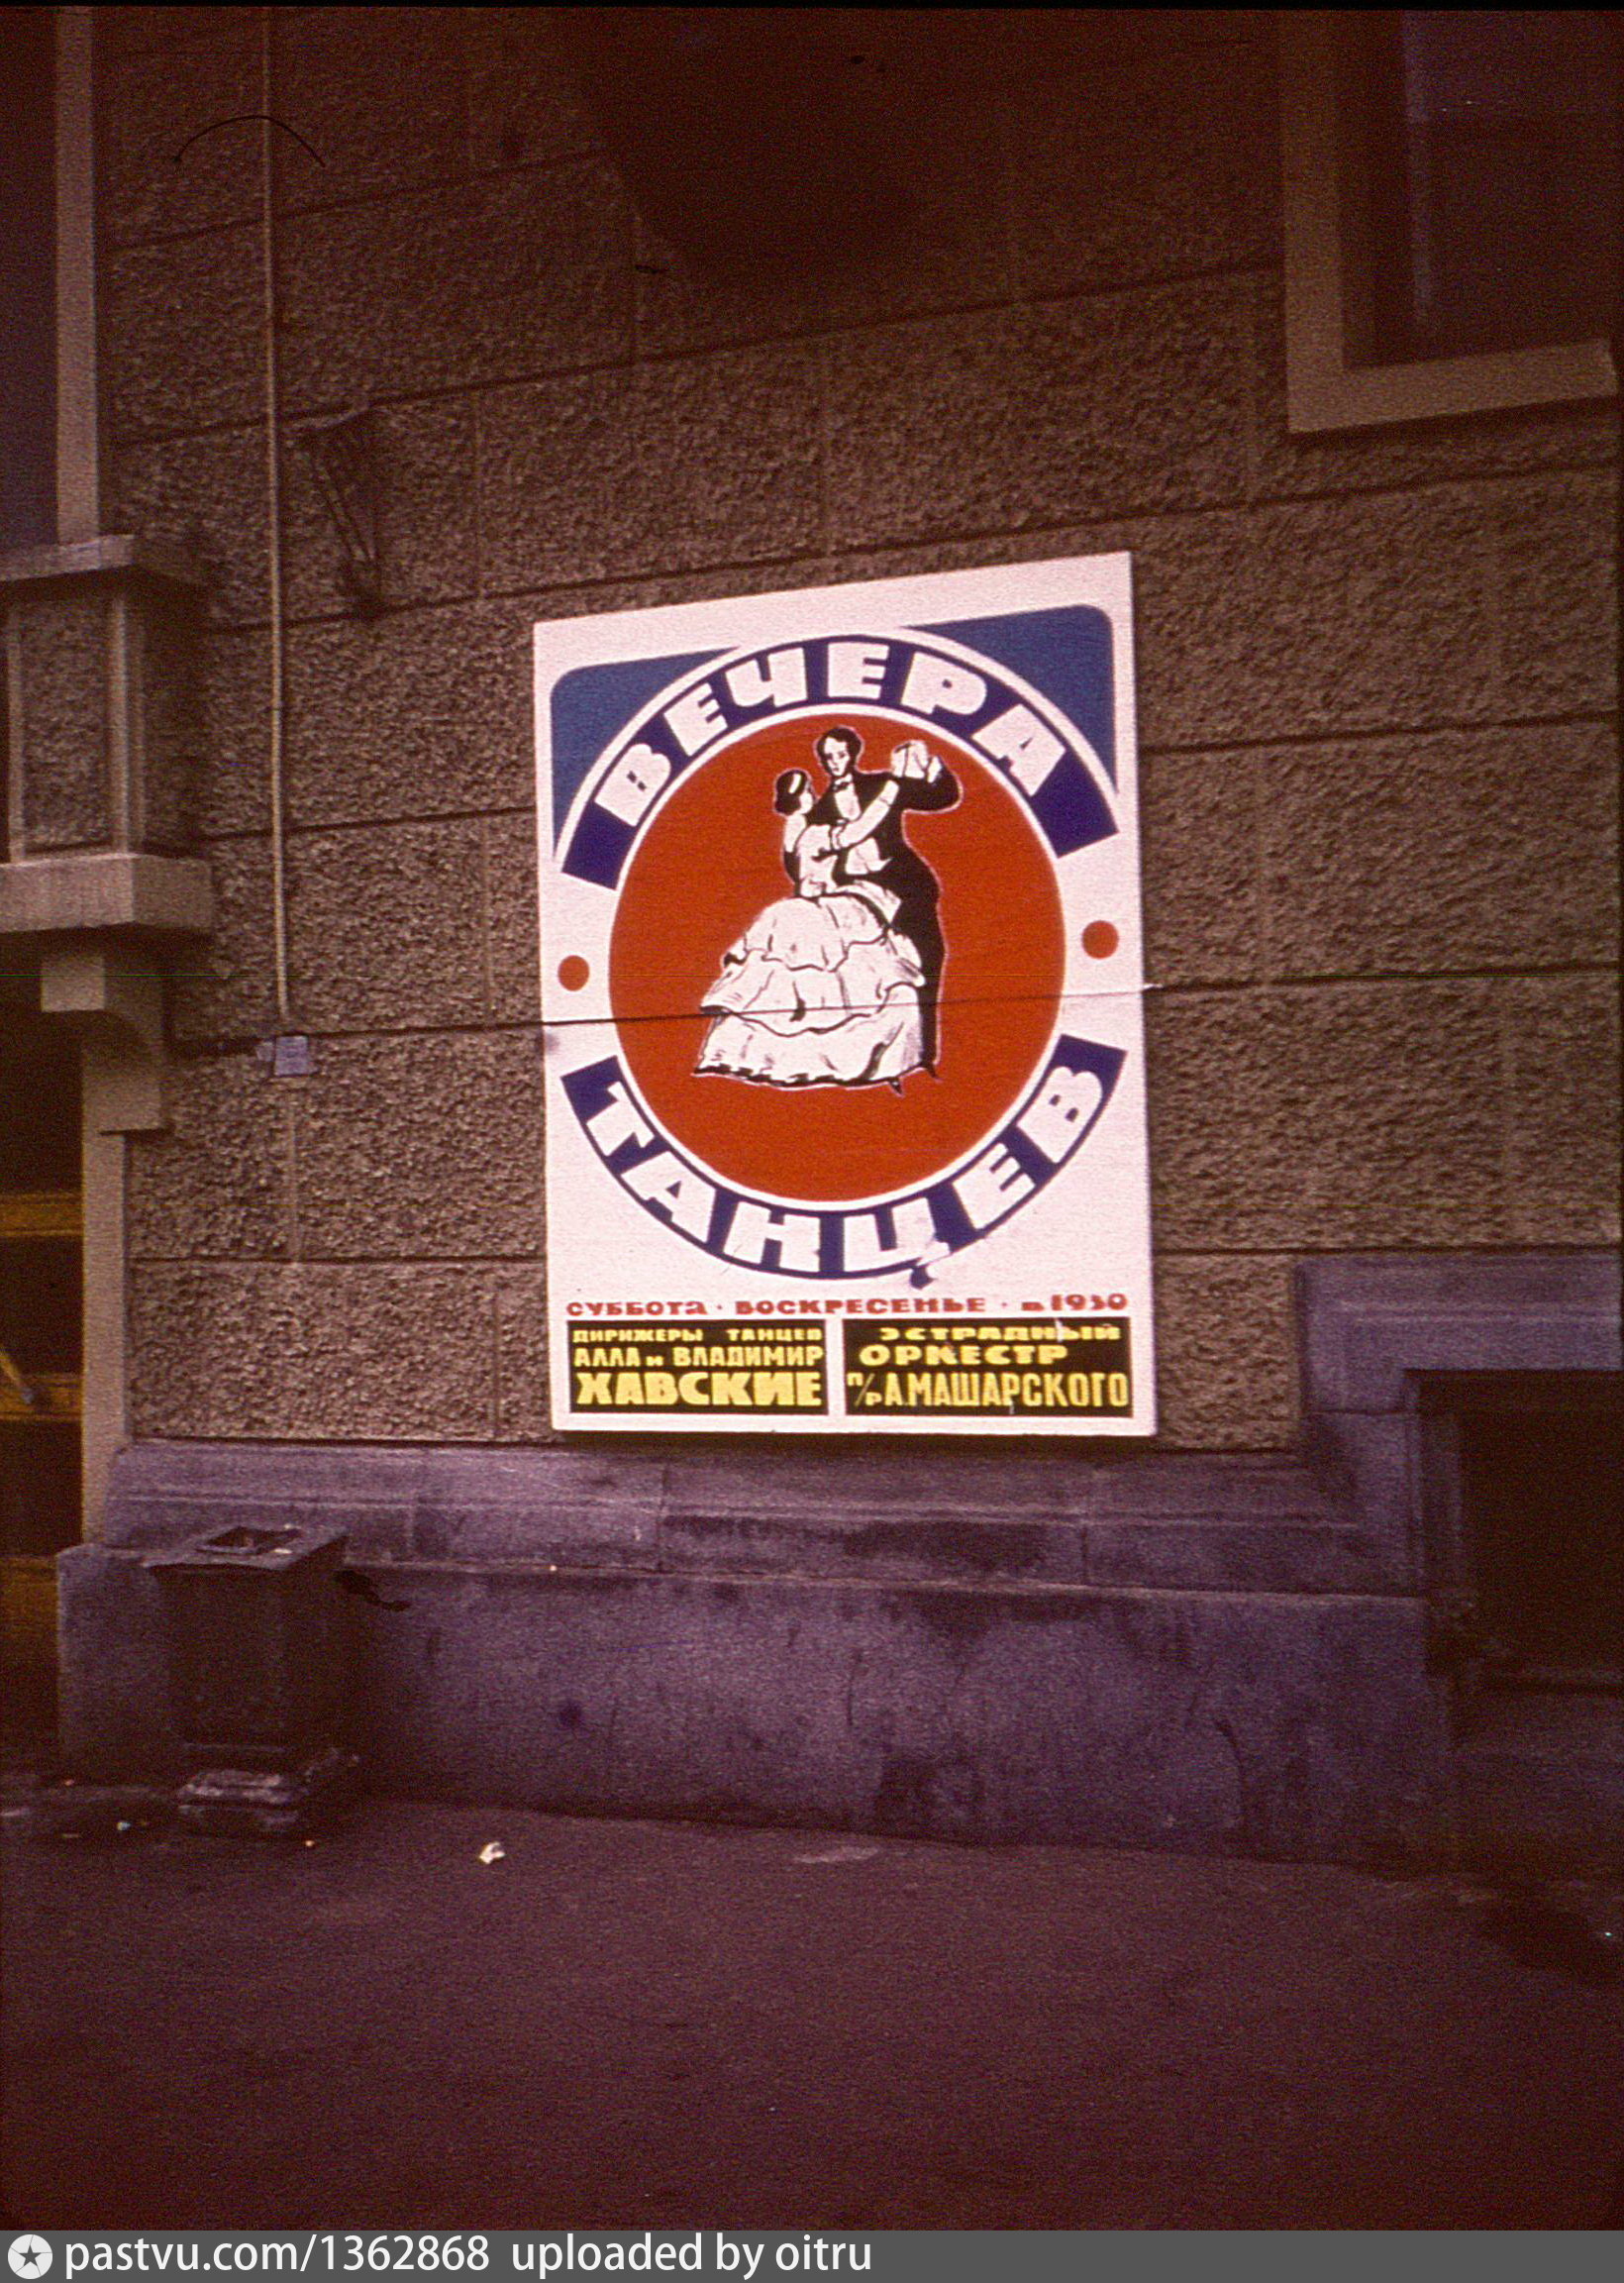 ВЕЧЕРА
ТАНЦЕВ
СУББОТА · ВОСКРЕСЕНЬЕ · в 1930
ДИРИЖЕРЫ ТАНЦЕВ
АЛЛА и ВЛАДИМИР
ХАВСКИЕ
ЭСТРАДНЫЙ
ОРКЕСТР
п/р А.МАШАРСКОГО
pastvu.com/1362868 uploaded by oitru